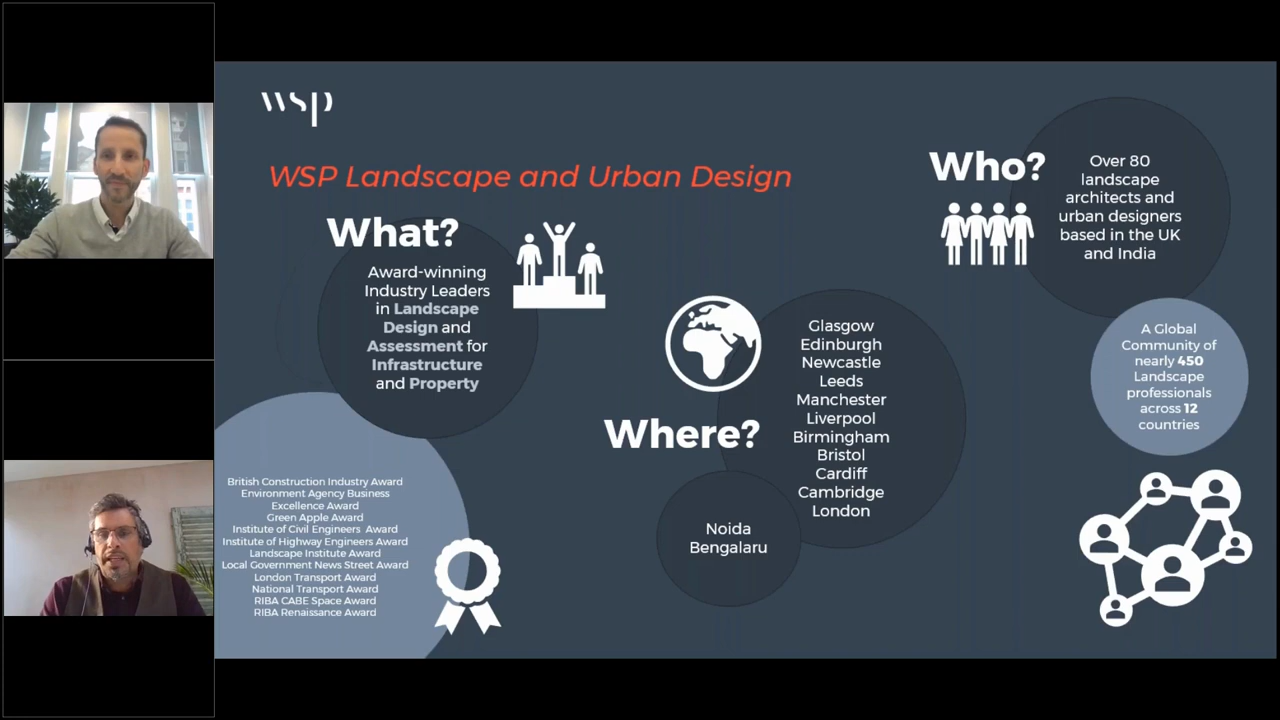 wsp
WSP Landscape and Urban Design
What?
Award-winning
Industry Leaders
in Landscape
Design and
Assessment for
Infrastructure
and Property
British Construction Industry Award
Environment Agency Business
Excellence Award
Green Apple Award
Institute of Civil Engineers Award
Institute of Highway Engineers Award
Landscape Institute Award
Local Government News Street Award
London Transport Award
National Transport Award
RIBA CABE Space Award
RIBA Renaissance Award
Where?
Glasgow
Edinburgh
Newcastle
Leeds
Manchester
Liverpool
Birmingham
Bristol
Cardiff
Cambridge
London
Noida
Bengalaru
Who?
Over 80
landscape
architects and
urban designers
based in the UK
and India
A Global
Community of
nearly 450
Landscape
professionals
across 12
countries